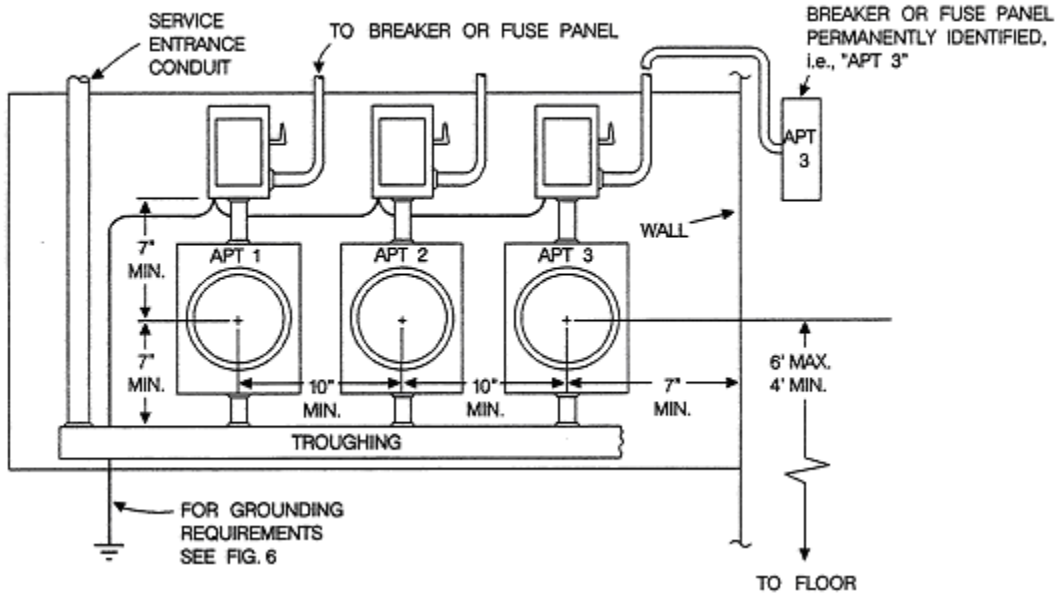 SERVICE
ENTRANCE
CONDUIT
TO BREAKER OR FUSE PANEL
BREAKER OR FUSE PANEL
PERMANENTLY IDENTIFIED,
i.e., "APT 3"
APT
3
WALL
7"
MIN.
APT 1
APT 2
APT 3
7"
MIN.
10"
MIN.
10"
MIN.
7"
MIN.
6' MAX.
4' MIN.
TROUGHING
FOR GROUNDING
REQUIREMENTS
SEE FIG. 6
TO FLOOR